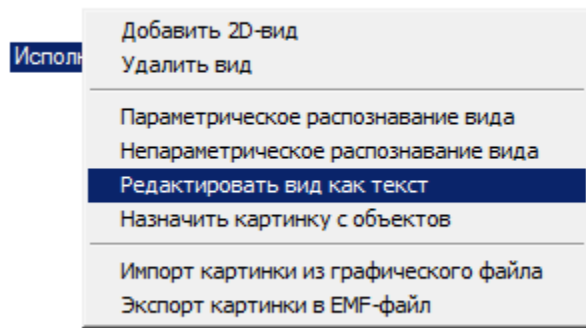 Добавить 2D-вид
Удалить вид
Параметрическое распознавание вида
Непараметрическое распознавание вида
Редактировать вид как текст
Назначить картинку с объектов
Импорт картинки из графического файла
Экспорт картинки в EMF-файл